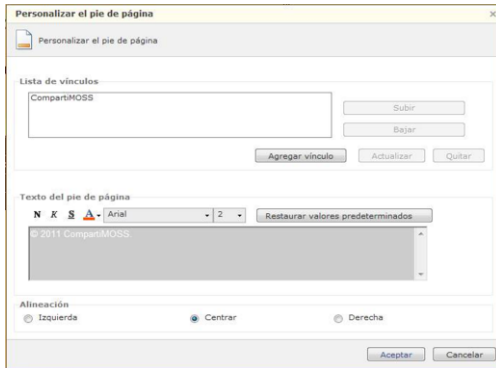 Personalizar el pie de página
Personalizar el pie de página
Lista de vínculos
CompartiMOSS
Subir
Bajar
Agregar vínculo Actualizar Quitar
Texto del pie de página
N K S A Arial 2 Restaurar valores predeterminados
© 2011 CompartiMOSS.
Alineación
Izquierda Centrar Derecha
Aceptar Cancelar